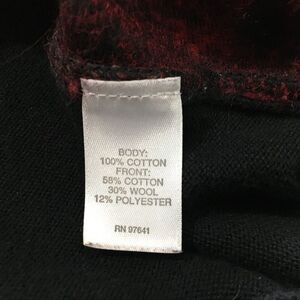 BODY:
100% COTTON
FRONT:
58% COTTON
30% WOOL
12% POLYESTER
RN 97641